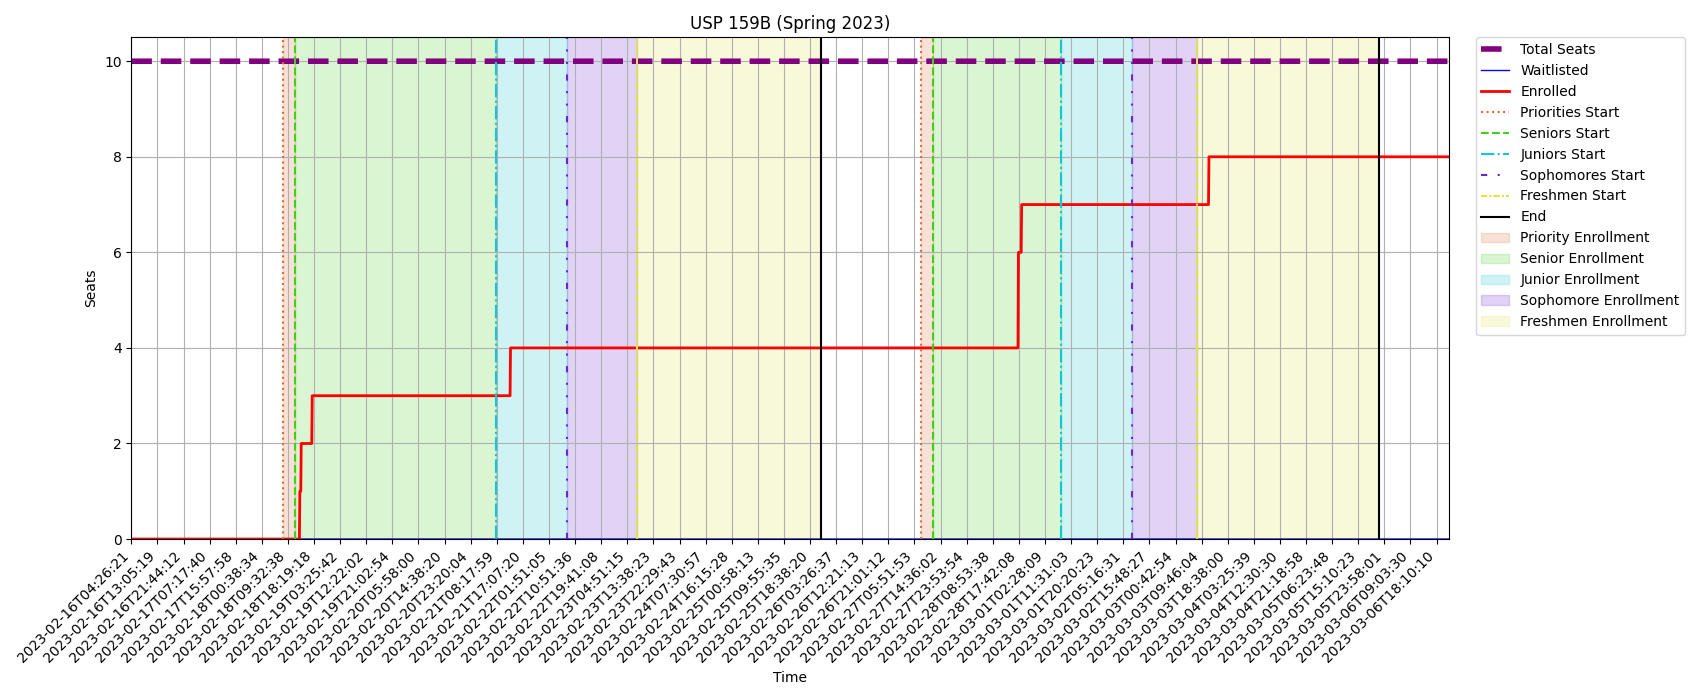 USP 159B (Spring 2023)
Seats
10
8
6
4
2
0
2023-02-16T04:26:21
2023-02-16T13:05:19
2023-02-16T21:44:12
2023-02-17T07:17:40
2023-02-17T15:57:58
2023-02-18T00:38:34
2023-02-18T09:32:38
2023-02-18T18:19:18
2023-02-19T03:25:42
2023-02-19T12:22:02
2023-02-19T21:02:54
2023-02-20T05:58:00
2023-02-20T14:38:20
2023-02-20T23:20:04
2023-02-21T08:17:59
2023-02-21T17:07:20
2023-02-22T01:51:05
2023-02-22T10:51:36
2023-02-22T19:41:08
2023-02-23T04:51:15
2023-02-23T13:38:23
2023-02-23T22:29:43
2023-02-24T07:30:57
2023-02-24T16:15:28
2023-02-25T00:58:13
2023-02-25T09:55:35
2023-02-25T18:38:20
2023-02-26T03:26:37
2023-02-26T12:21:13
2023-02-26T21:01:12
2023-02-27T05:51:53
2023-02-27T14:36:02
2023-02-27T23:53:54
2023-02-28T08:53:38
2023-02-28T17:42:08
2023-03-01T02:28:09
2023-03-01T11:31:03
2023-03-01T20:20:23
2023-03-02T05:16:31
2023-03-02T15:48:27
2023-03-03T00:42:54
2023-03-03T09:46:04
2023-03-03T18:38:00
2023-03-04T03:25:39
2023-03-04T12:30:30
2023-03-04T21:18:58
2023-03-05T06:23:48
2023-03-05T15:10:23
2023-03-05T23:58:01
2023-03-06T09:03:30
2023-03-06T18:10:10
Time
Total Seats
Waitlisted
Enrolled
Priorities Start
Seniors Start
Juniors Start
Sophomores Start
Freshmen Start
End
Priority Enrollment
Senior Enrollment
Junior Enrollment
Sophomore Enrollment
Freshmen Enrollment